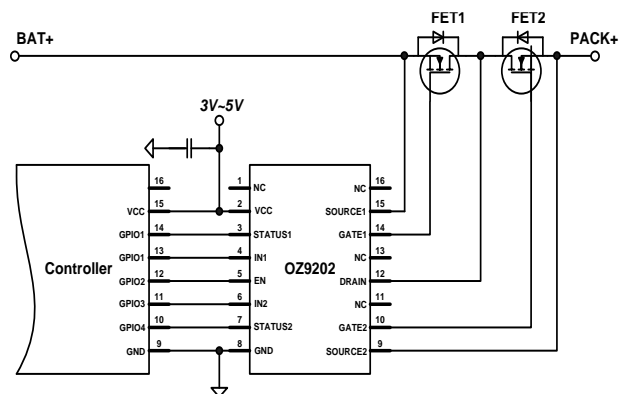 FET1
FET2
BAT+
PACK+
3V~5V
Controller
16
VCC 15
GPIO1 14
GPIO1 13
GPIO2 12
GPIO3 11
GPIO4 10
GND 9
OZ9202
1 NC
2 VCC
3 STATUS1
4 IN1
5 EN
6 IN2
7 STATUS2
8 GND
NC 16
SOURCE1 15
GATE1 14
NC 13
DRAIN 12
NC 11
GATE2 10
SOURCE2 9